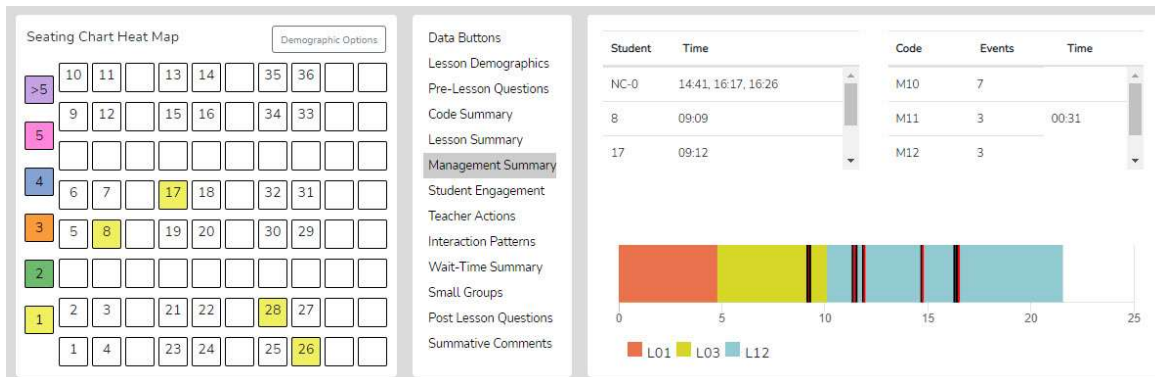 Seating Chart Heat Map
Demographic Options
>5
10 11 13 14 35 36
9 12 15 16 34 33
5
4
6 7 17 18 32 31
3
5 8 19 20 30 29
2
2 3 21 22 28 27
1
1 4 23 24 25 26
Data Buttons
Lesson Demographics
Pre-Lesson Questions
Code Summary
Lesson Summary
Management Summary
Student Engagement
Teacher Actions
Interaction Patterns
Wait-Time Summary
Small Groups
Post Lesson Questions
Summative Comments
Student Time
NC-0 14:41, 16:17, 16:26
8 09:09
17 09:12
Code Events Time
M10 7
M11 3 00:31
M12 3
0 5 10 15 20 25
L01 L03 L12